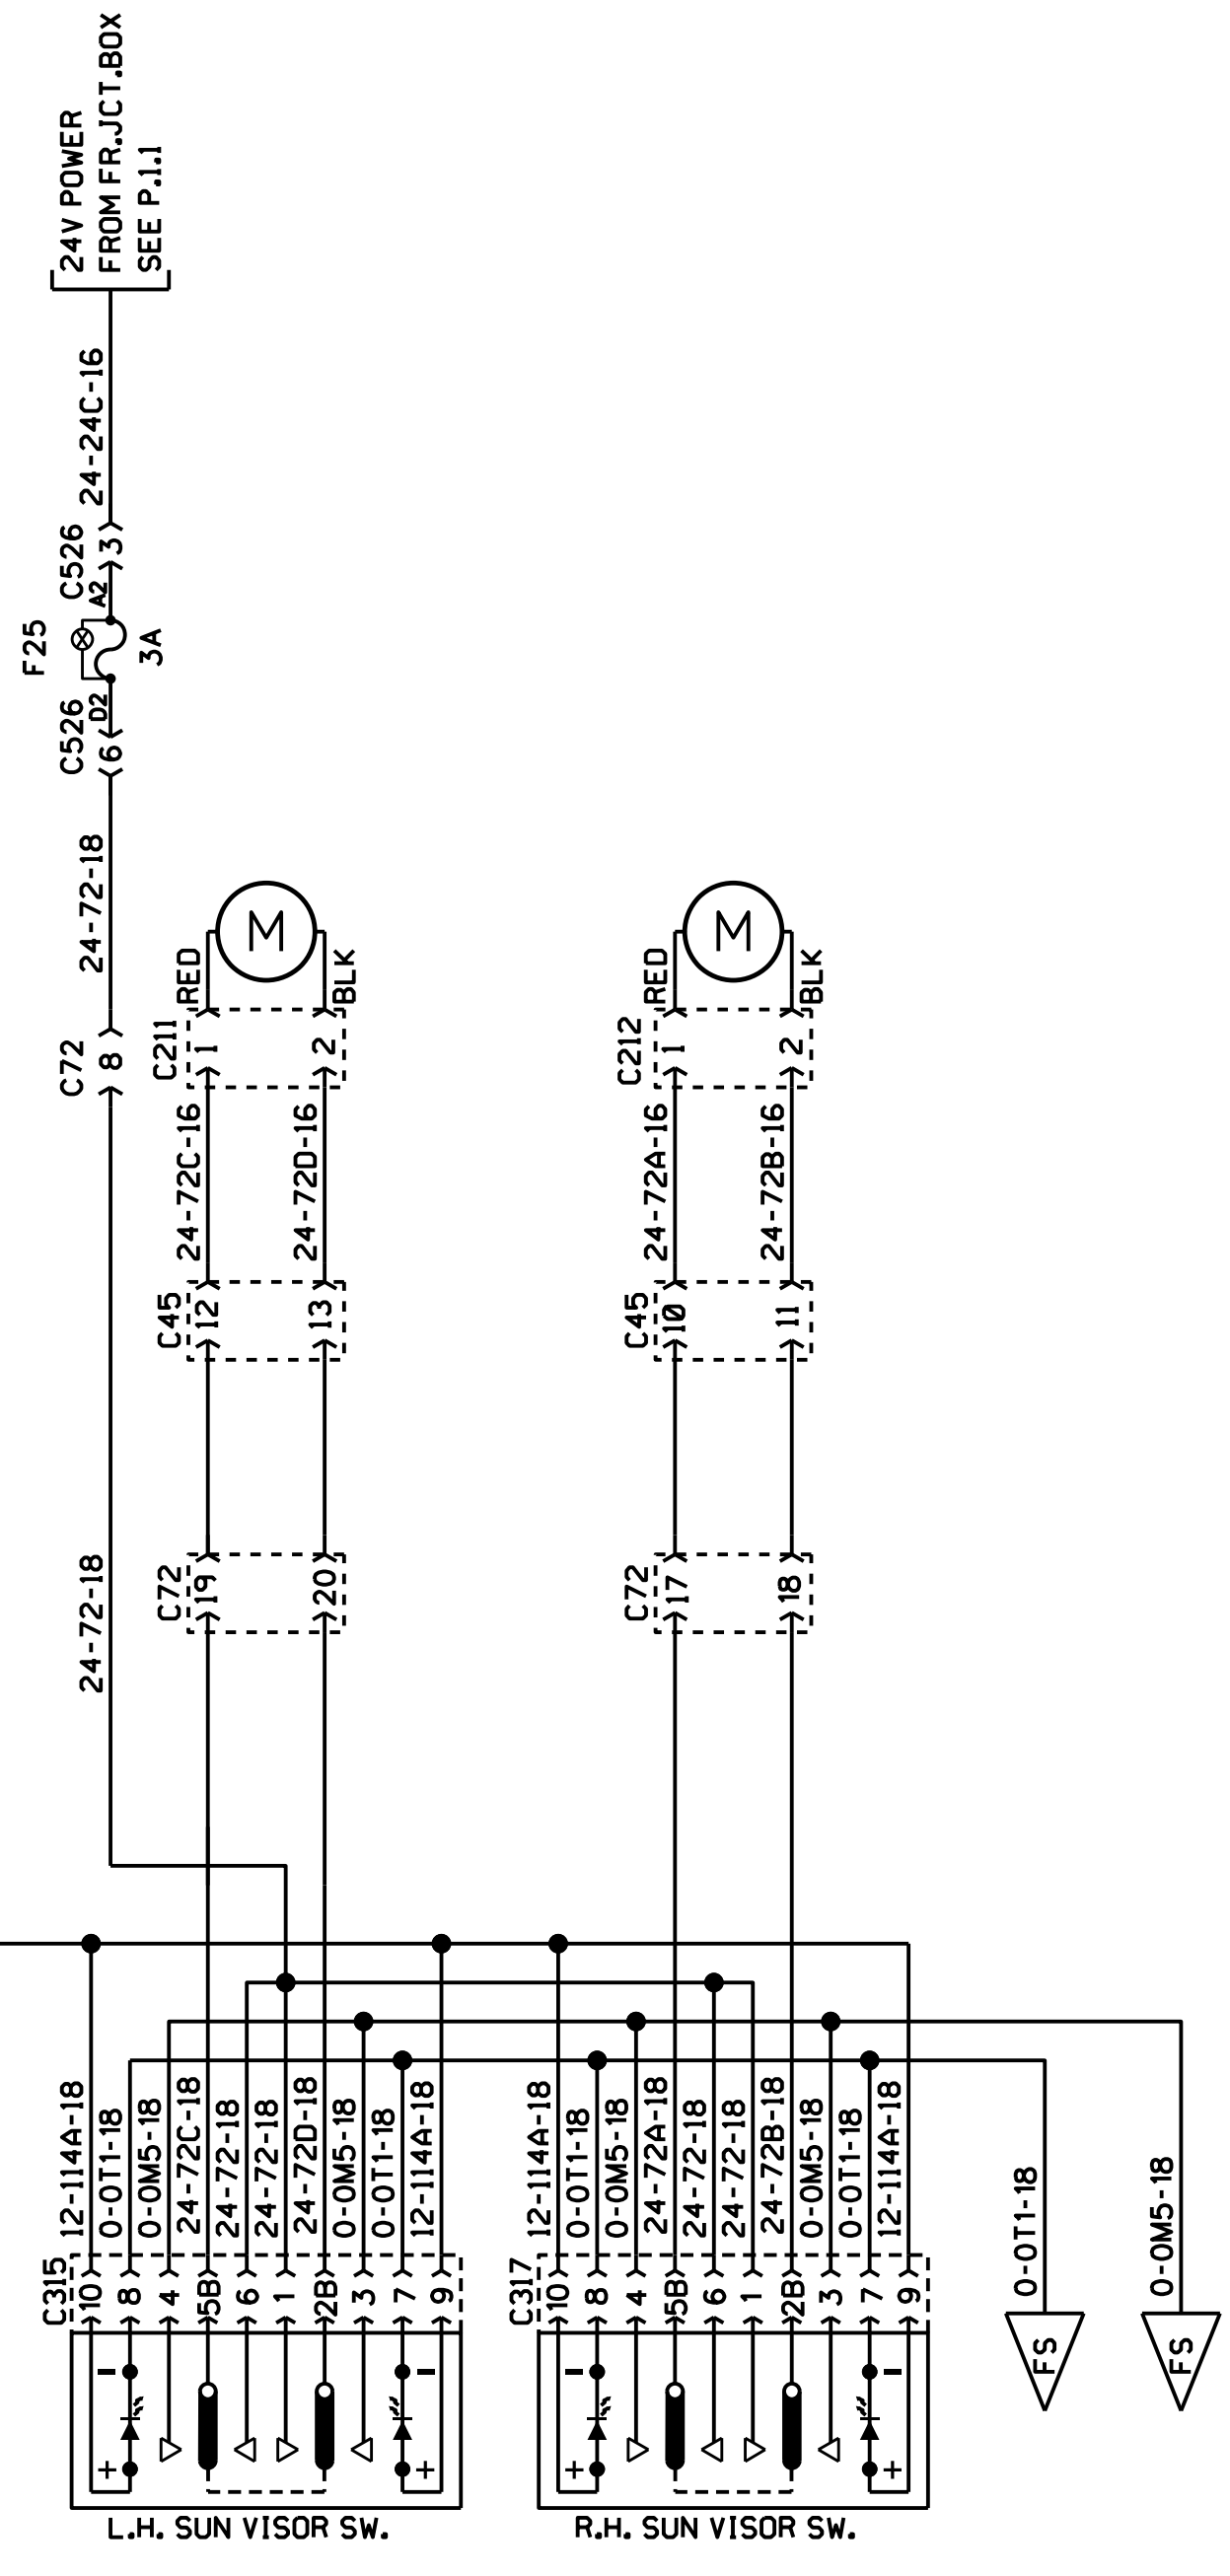 24V POWER
FROM FR.JCT.BOX
SEE P.1.1
24-24C-16
C526
3
A2
F25
3A
D2
C526
6
24-72-18
C72
8
24-72-18
RED
M
BLK
C211
1
2
24-72C-16
24-72D-16
C45
12
13
C72
19
20
RED
M
BLK
C212
1
2
24-72A-16
24-72B-16
C45
10
11
C72
17
18
12-114A-18
0-0T1-18
0-0M5-18
24-72C-18
24-72-18
24-72-18
24-72D-18
0-0M5-18
0-0T1-18
12-114A-18
C315
10
8
4
5B
6
1
2B
3
7
9
-
-
+
+
L.H. SUN VISOR SW.
12-114A-18
0-0T1-18
0-0M5-18
24-72A-18
24-72-18
24-72-18
24-72B-18
0-0M5-18
0-0T1-18
12-114A-18
C317
10
8
4
5B
6
1
2B
3
7
9
-
-
+
+
R.H. SUN VISOR SW.
0-0T1-18
FS
0-0M5-18
FS